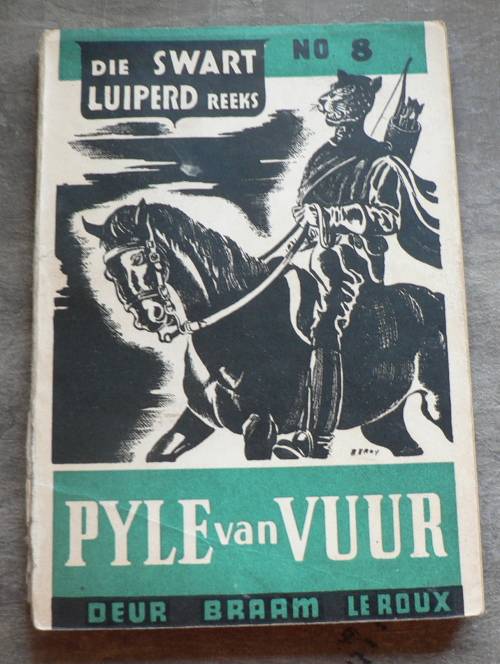 DIE SWART
LUIPERD REEKS
NO 8
PYLE van VUUR
DEUR BRAAM LE ROUX